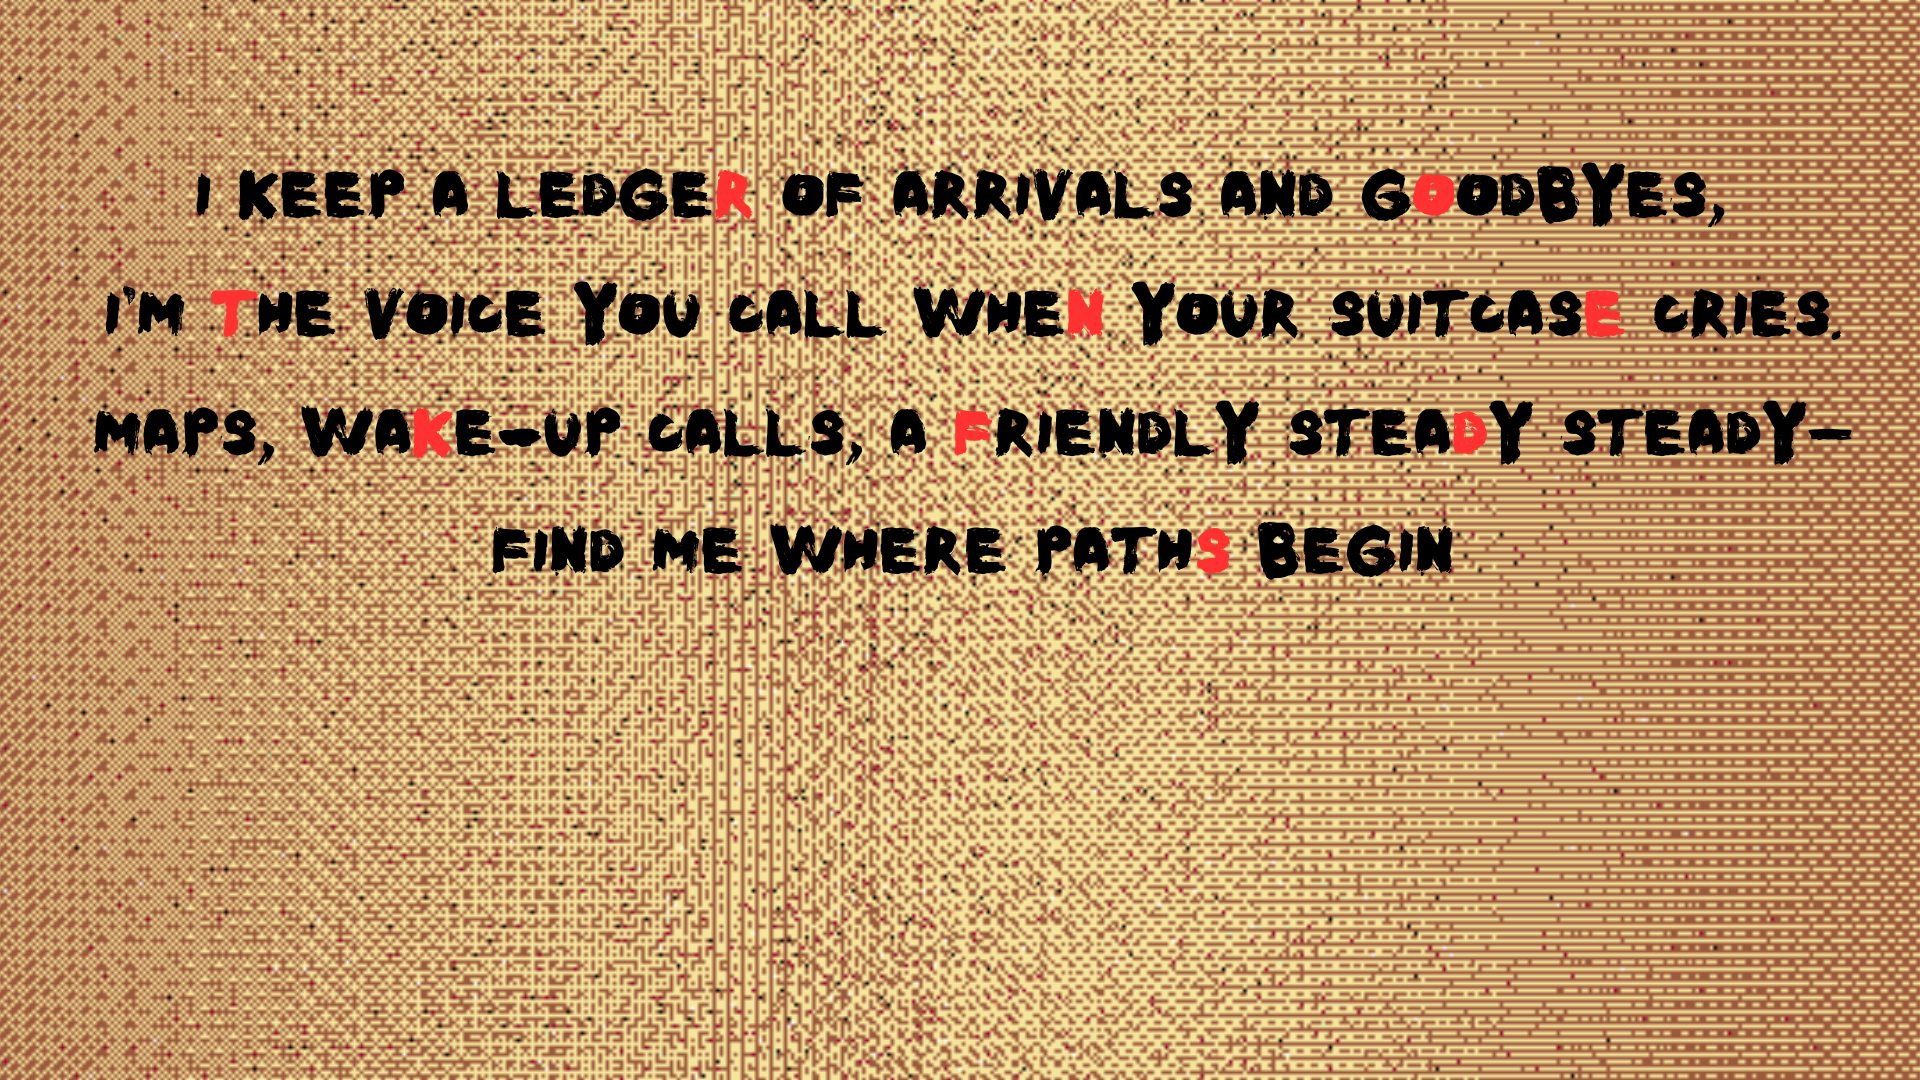 I KEEP A LEDGER OF ARRIVALS AND GOODBYES,
I'M THE VOICE YOU CALL WHEN YOUR SUITCASE CRIES.
MAPS, WAKE-UP CALLS, A FRIENDLY STEADY STEADY—
FIND ME WHERE PATHS BEGIN